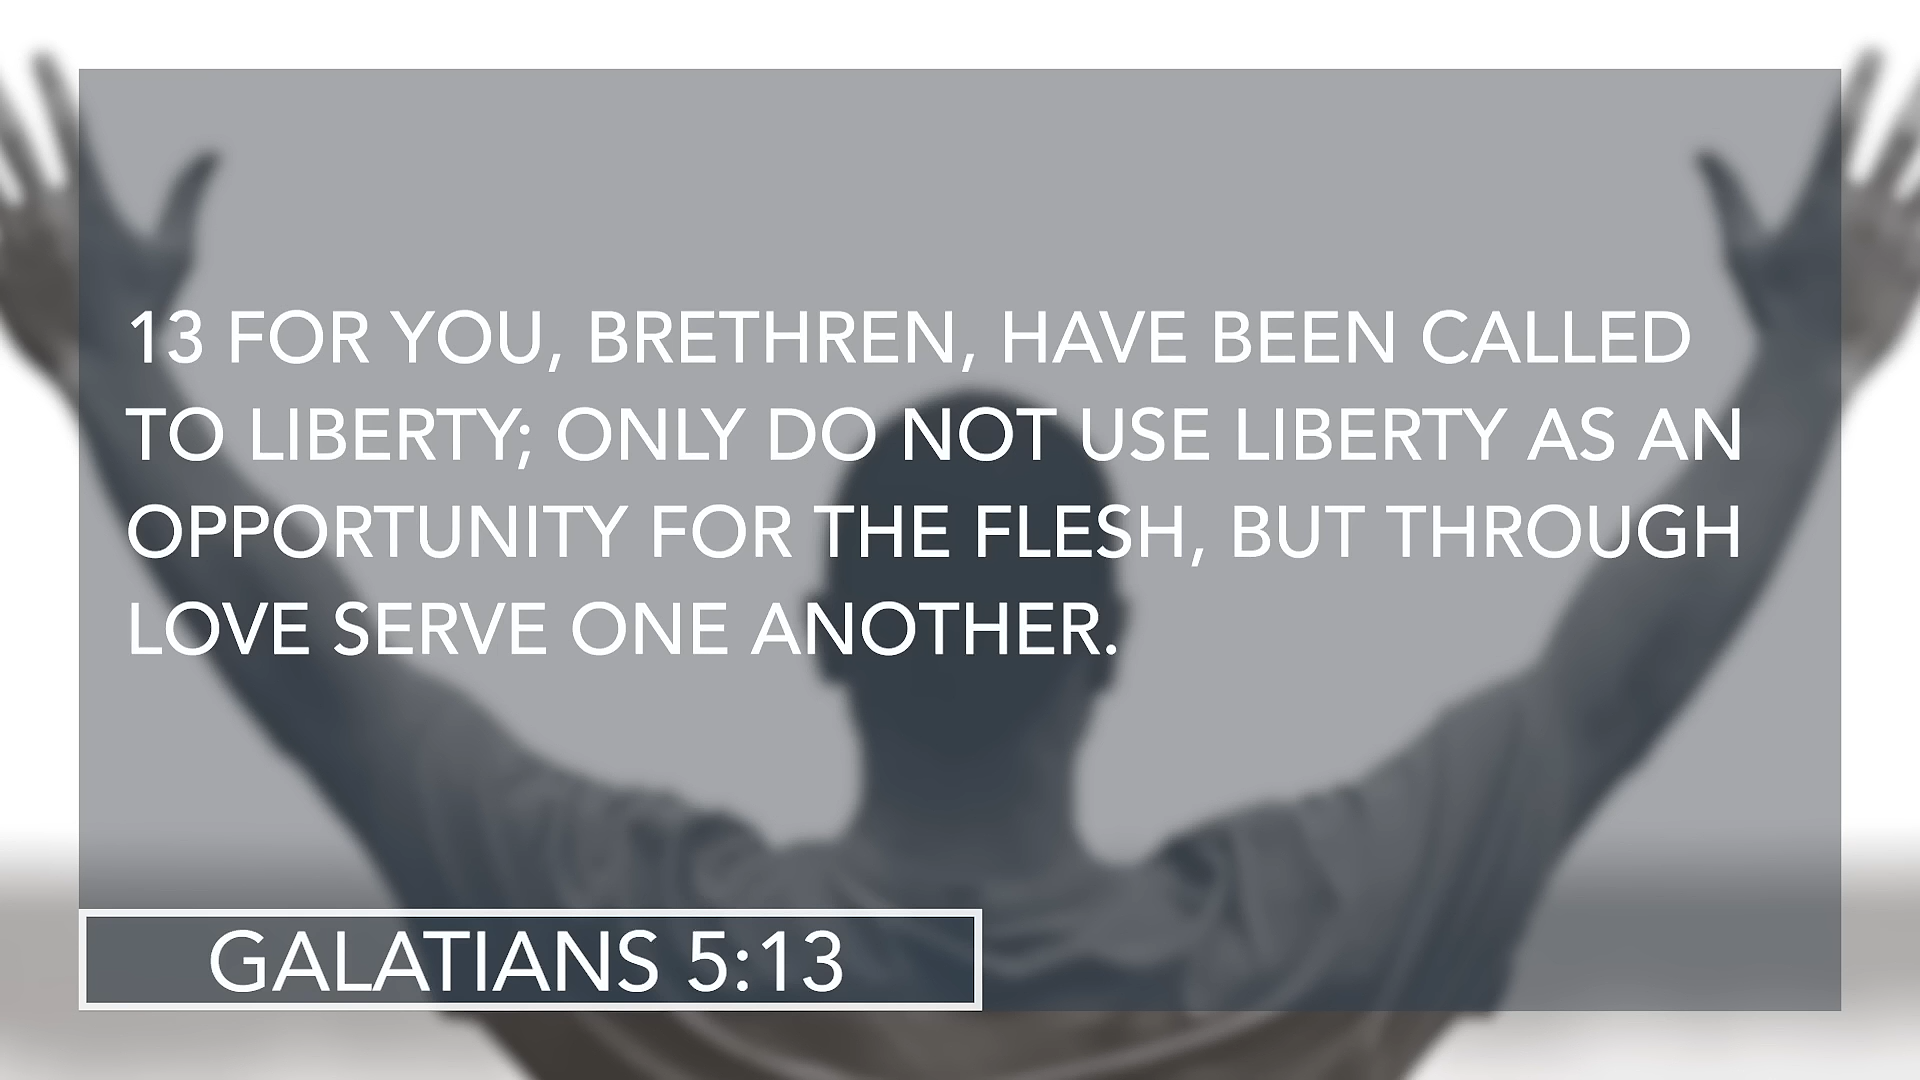 13 FOR YOU, BRETHREN, HAVE BEEN CALLED
TO LIBERTY; ONLY DO NOT USE LIBERTY AS AN
OPPORTUNITY FOR THE FLESH, BUT THROUGH
LOVE SERVE ONE ANOTHER.
GALATIANS 5:13